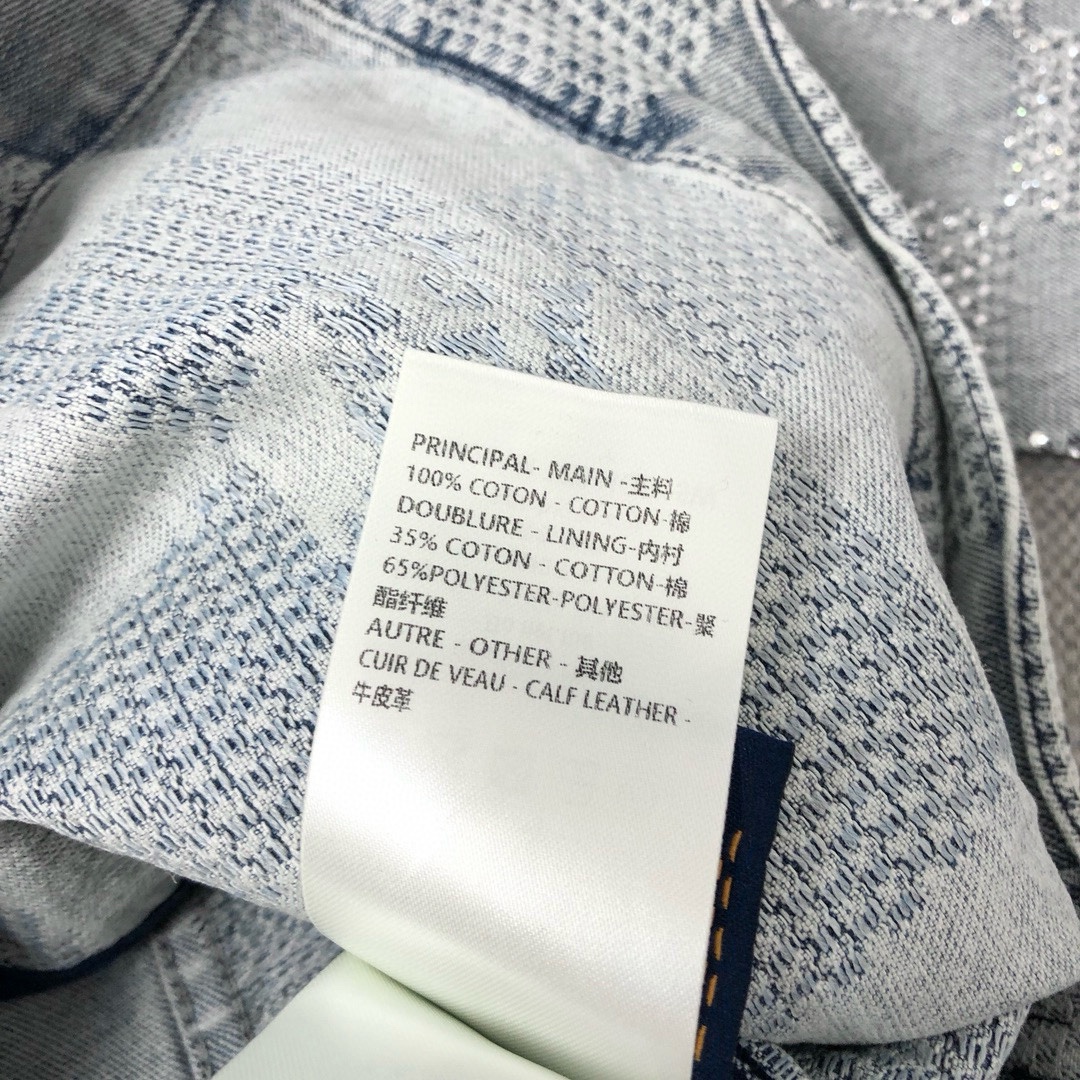 PRINCIPAL- MAIN -主料
100% COTON - COTTON-棉
DOUBLURE - LINING-内村
35% COTON - COTTON-棉
65%POLYESTER-POLYESTER-聚
酯纤维
AUTRE - OTHER - 其他
CUIR DE VEAU - CALF LEATHER -
牛皮革